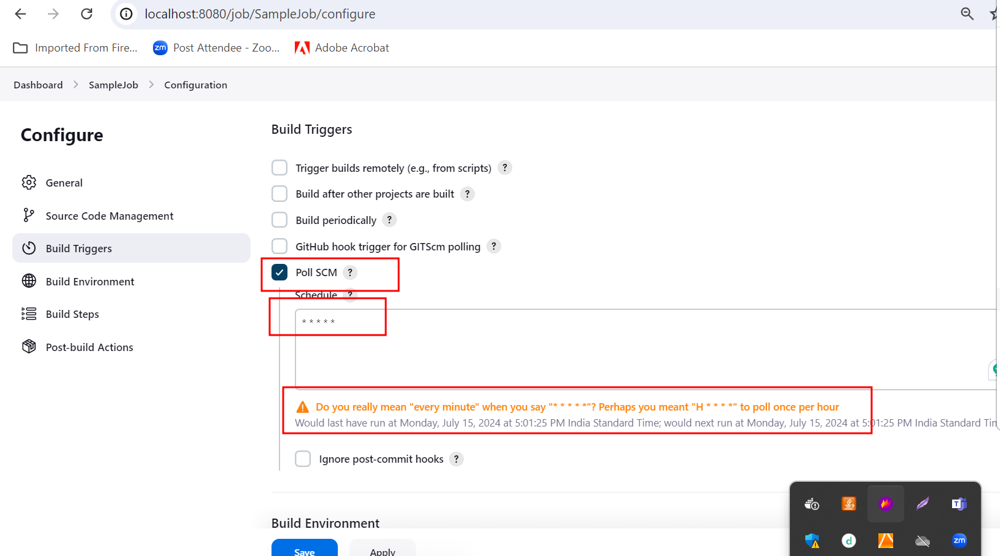 localhost:8080/job/SampleJob/configure
Imported From Fire... zm Post Attendee - Zoo... Adobe Acrobat
Dashboard > SampleJob > Configuration
Configure
General
Source Code Management
Build Triggers
Build Environment
Build Steps
Post-build Actions
Build Triggers
Trigger builds remotely (e.g., from scripts) ?
Build after other projects are built ?
Build periodically ?
GitHub hook trigger for GITScm polling ?
Poll SCM ?
Schedule ?
* * * * *
Do you really mean "every minute" when you say "* * * * *"? Perhaps you meant "H * * * *" to poll once per hour
Would last have run at Monday, July 15, 2024 at 5:01:25 PM India Standard Time; would next run at Monday, July 15, 2024 at 5:01:25 PM India Standard Tim
Ignore post-commit hooks ?
Build Environment
Save Apply
T
d zm